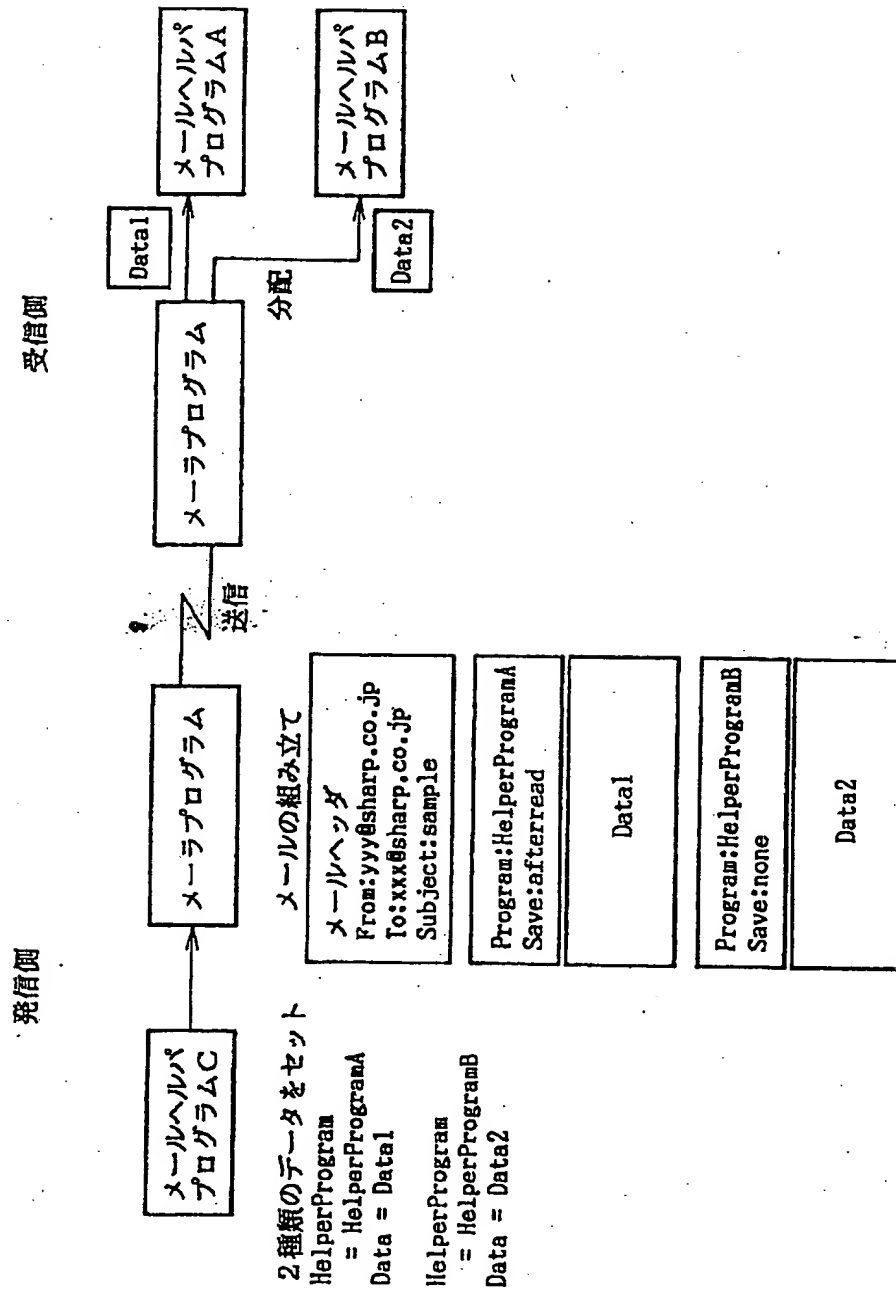 発信側
受信側
メールヘルパ
プログラムC
メーラプログラム
送信
メーラプログラム
Data1
メールヘルパ
プログラムA
分配
Data2
メールヘルパ
プログラムB
2種類のデータをセット
HelperProgram
= HelperProgramA
Data = Data1
HelperProgram
= HelperProgramB
Data = Data2
メールの組み立て
メールヘッダ
From:yyy@sharp.co.jp
To:xxx@sharp.co.jp
Subject:sample
Program:HelperProgramA
Save:afterread
Data1
Program:HelperProgramB
Save:none
Data2